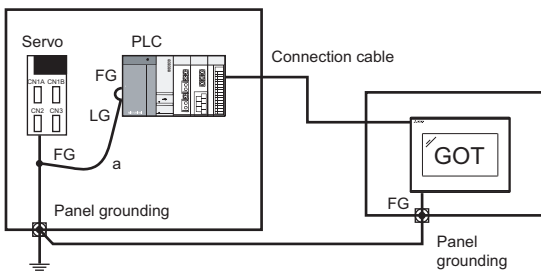 Servo
PLC
Connection cable
CN1A CN1B
CN2 CN3
FG
LG
FG
a
GOT
FG
Panel grounding
Panel
grounding